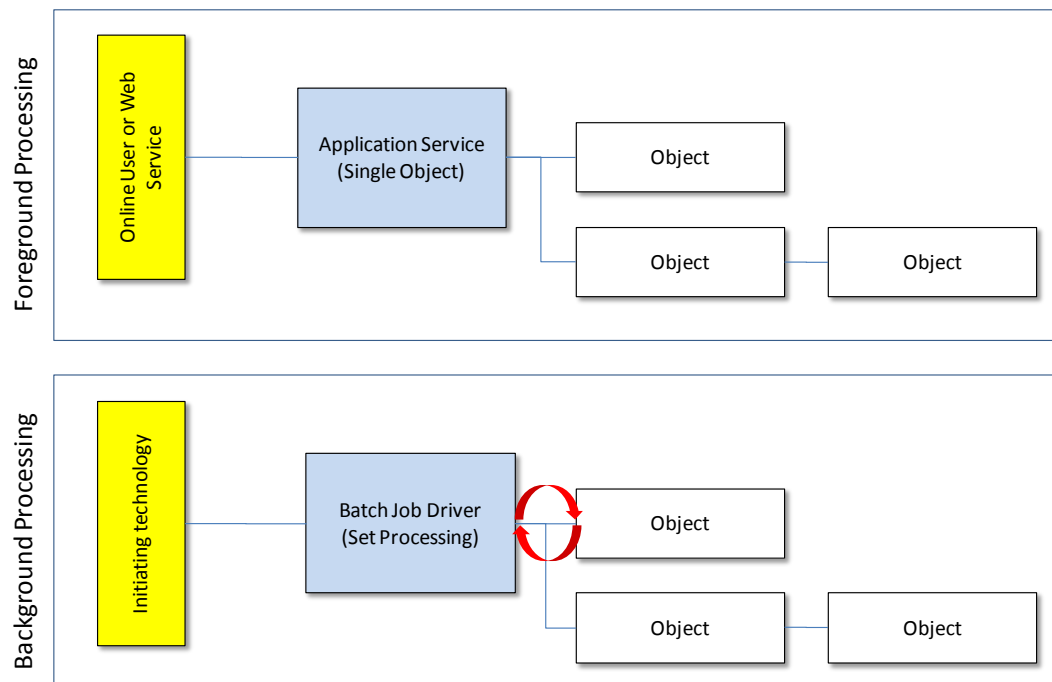 Foreground Processing
Online User or Web
Service
Application Service
(Single Object)
Object
Object
Object
Background Processing
Initiating technology
Batch Job Driver
(Set Processing)
Object
Object
Object